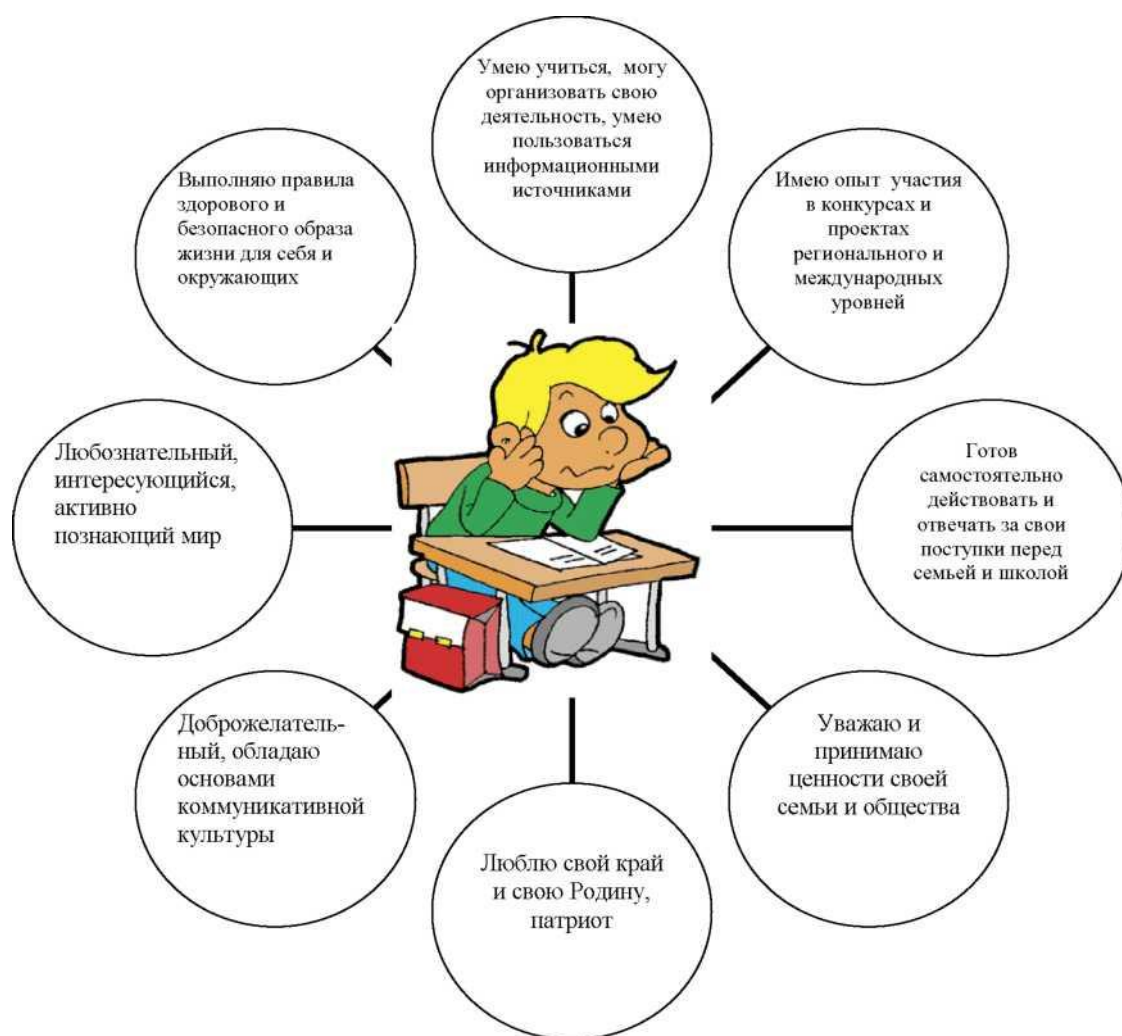 Умею учиться, могу
организовать свою
деятельность, умею
пользоваться
информационными
источниками
Имею опыт участия
в конкурсах и
проектах
регионального и
международных
уровней
Готов
самостоятельно
действовать и
отвечать за свои
поступки перед
семьей и школой
Уважаю и
принимаю
ценности своей
семьи и общества
Люблю свой край
и свою Родину,
патриот
Доброжелатель-
ный, обладаю
основами
коммуникативной
культуры
Любознательный,
интересующийся,
активно
познающий мир
Выполняю правила
здорового и
безопасного образа
жизни для себя и
окружающих